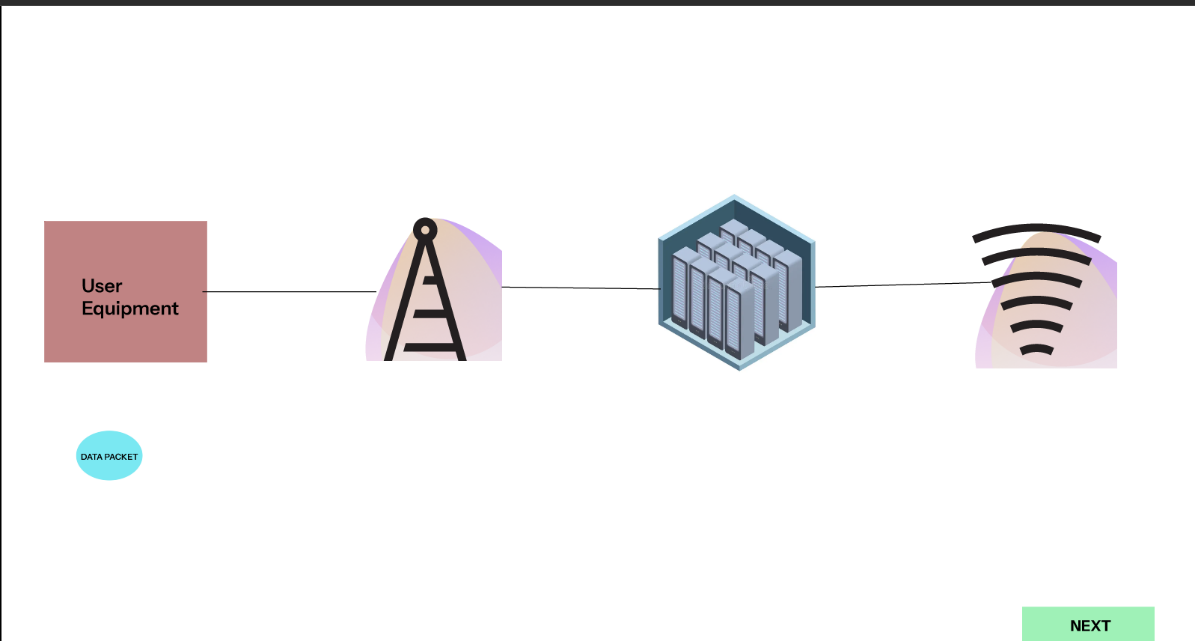 User
Equipment
DATA PACKET
NEXT